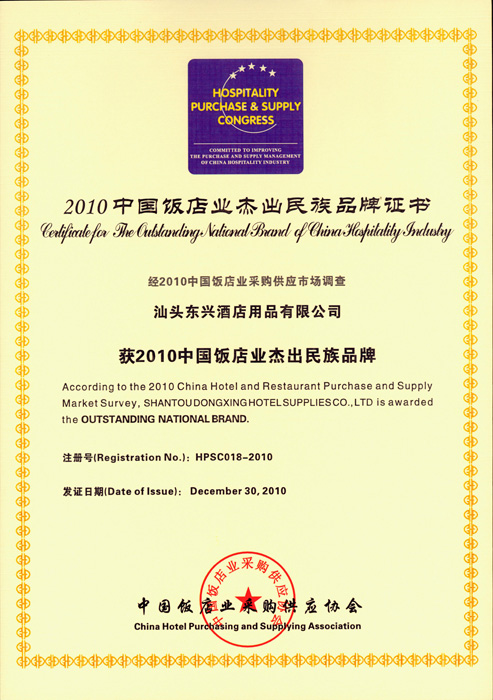 HOSPITALITY
PURCHASE & SUPPLY
CONGRESS
COMMITTED TO IMPROVING
THE PURCHASE AND SUPPLY MANAGEMENT
OF CHINA HOSPITALITY INDUSTRY
2010中国饭店业杰出民族品牌证书
Certificate for The Outstanding National Brand of China Hospitality Industry
经2010中国饭店业采购供应市场调查
汕头东兴酒店用品有限公司
获2010中国饭店业杰出民族品牌
According to the 2010 China Hotel and Restaurant Purchase and Supply
Market Survey, SHANTOU DONGXING HOTEL SUPPLIES CO., LTD is awarded
the OUTSTANDING NATIONAL BRAND.
注册号(Registration No.): HPSC018-2010
发证日期(Date of Issue): December 30, 2010
中国饭店业采购供应协会
中国饭店业采购供应协会
China Hotel Purchasing and Supplying Association